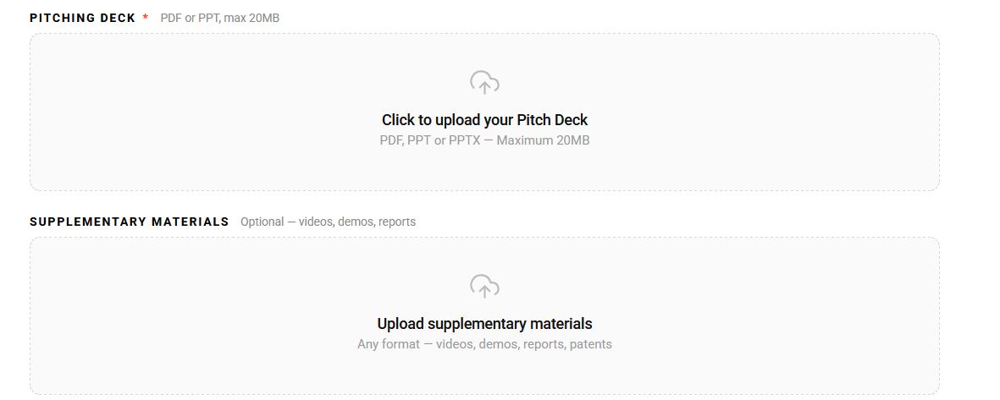 PITCHING DECK * PDF or PPT, max 20MB
Click to upload your Pitch Deck
PDF, PPT or PPTX — Maximum 20MB
SUPPLEMENTARY MATERIALS Optional — videos, demos, reports
Upload supplementary materials
Any format — videos, demos, reports, patents